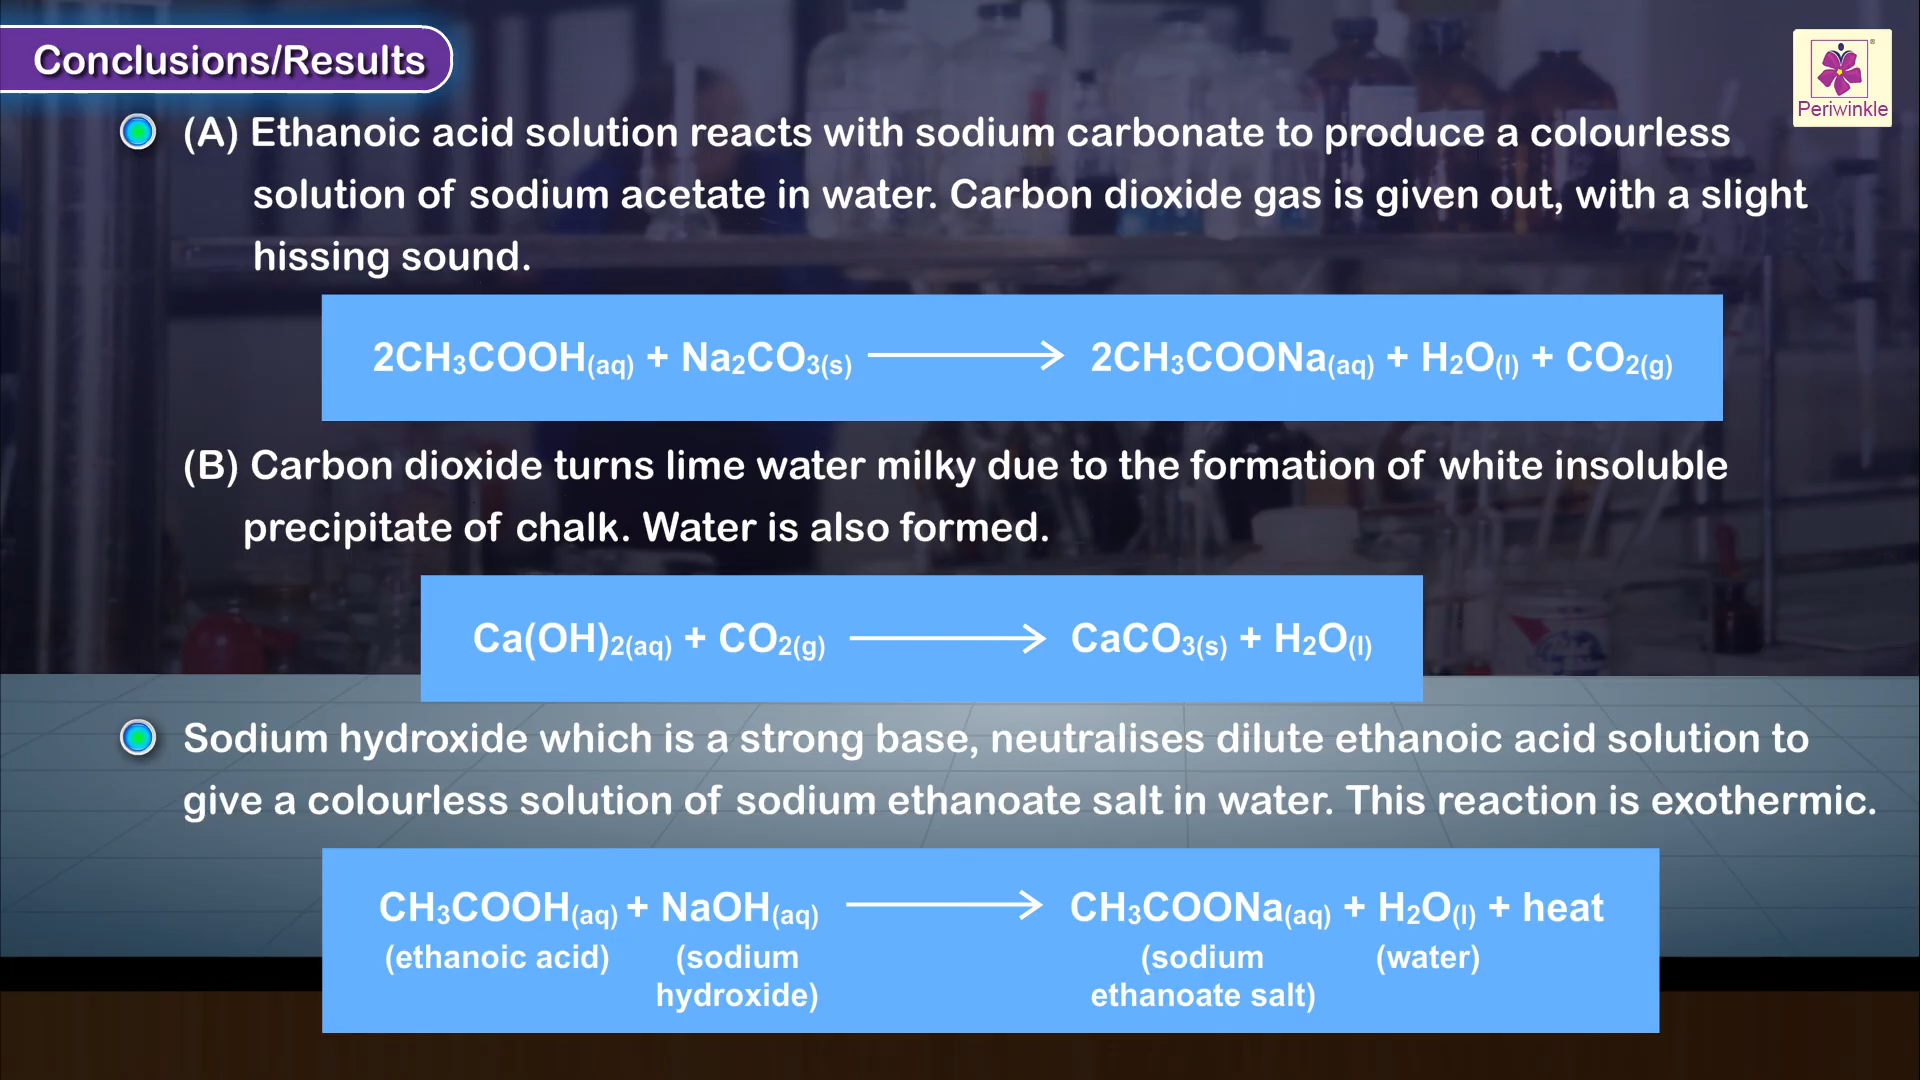 Conclusions/Results
Periwinkle
(A) Ethanoic acid solution reacts with sodium carbonate to produce a colourless
solution of sodium acetate in water. Carbon dioxide gas is given out, with a slight
hissing sound.
2CH₃COOH(aq) + Na₂CO₃(s) ⟶ 2CH₃COONa(aq) + H₂O(l) + CO₂(g)
(B) Carbon dioxide turns lime water milky due to the formation of white insoluble
precipitate of chalk. Water is also formed.
Ca(OH)₂(aq) + CO₂(g) ⟶ CaCO₃(s) + H₂O(l)
Sodium hydroxide which is a strong base, neutralises dilute ethanoic acid solution to
give a colourless solution of sodium ethanoate salt in water. This reaction is exothermic.
CH₃COOH(aq) + NaOH(aq) ⟶ CH₃COONa(aq) + H₂O(l) + heat
(ethanoic acid) (sodium (sodium (water)
hydroxide) ethanoate salt)